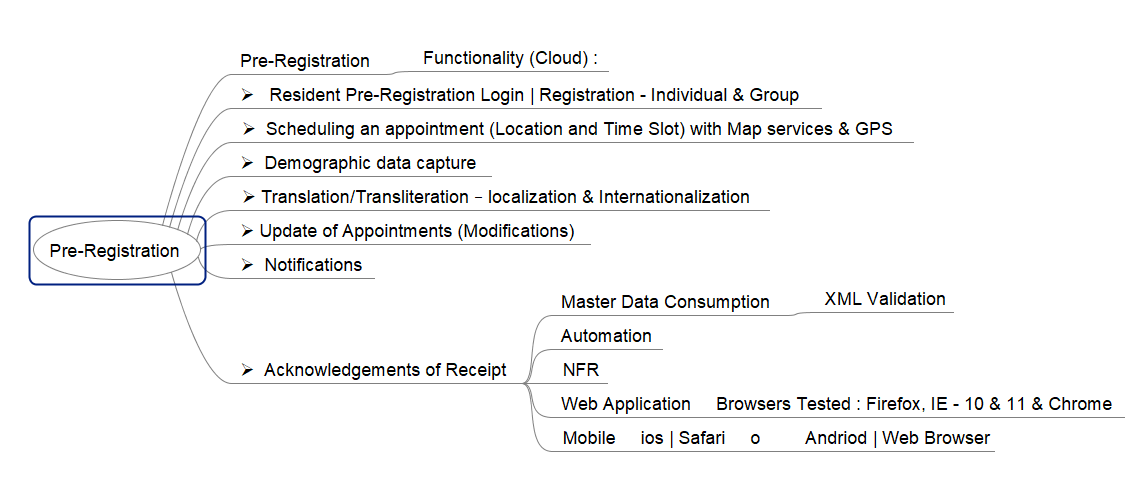 Pre-Registration Functionality (Cloud) :
➢ Resident Pre-Registration Login | Registration - Individual & Group
➢ Scheduling an appointment (Location and Time Slot) with Map services & GPS
➢ Demographic data capture
➢ Translation/Transliteration – localization & Internationalization
➢ Update of Appointments (Modifications)
Pre-Registration
➢ Notifications
Master Data Consumption XML Validation
Automation
➢ Acknowledgements of Receipt NFR
Web Application Browsers Tested : Firefox, IE - 10 & 11 & Chrome
Mobile ios | Safari o Andriod | Web Browser